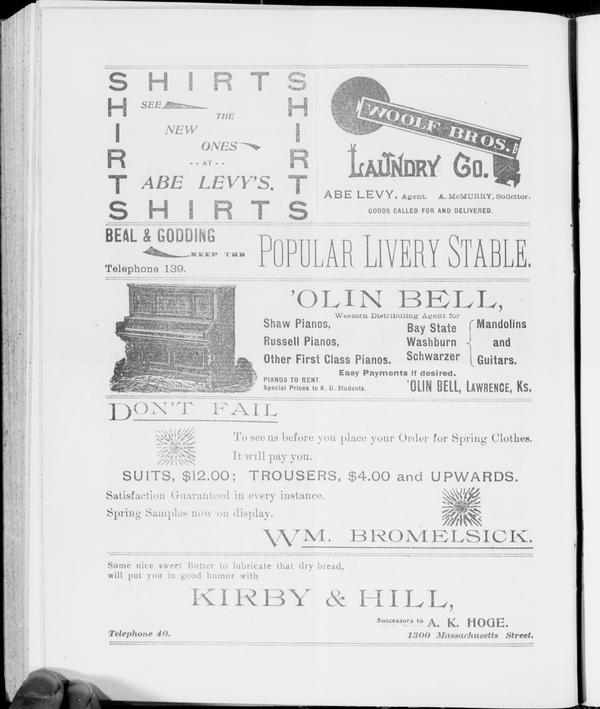 SHIRTS
SHIRTS
SEE
THE
NEW
ONES
--AT--
ABE LEVY'S.
SHIRTS
SHIRTS
WOOLF BROS.
LAUNDRY CO.
ABE LEVY, Agent. A. McMURRY, Solicitor.
GOODS CALLED FOR AND DELIVERED.
BEAL & GODDING
KEEP THE
Telephone 139.
POPULAR LIVERY STABLE.
'OLIN BELL,
Western Distributing Agent for
Shaw Pianos,
Russell Pianos,
Other First Class Pianos.
Bay State
Washburn
Schwarzer
Mandolins
and
Guitars.
Easy Payments if desired.
PIANOS TO RENT.
Special Prices to K. U. Students.
'OLIN BELL, LAWRENCE, KS.
DON'T FAIL
To see us before you place your Order for Spring Clothes.
It will pay you.
SUITS, $12.00; TROUSERS, $4.00 and UPWARDS.
Satisfaction Guaranteed in every instance.
Spring Samples now on display.
WM. BROMELSICK.
Some nice sweet Butter to lubricate that dry bread,
will put you in good humor with
KIRBY & HILL,
Successors to A. K. HOGE.
Telephone 40.
1300 Massachusetts Street.